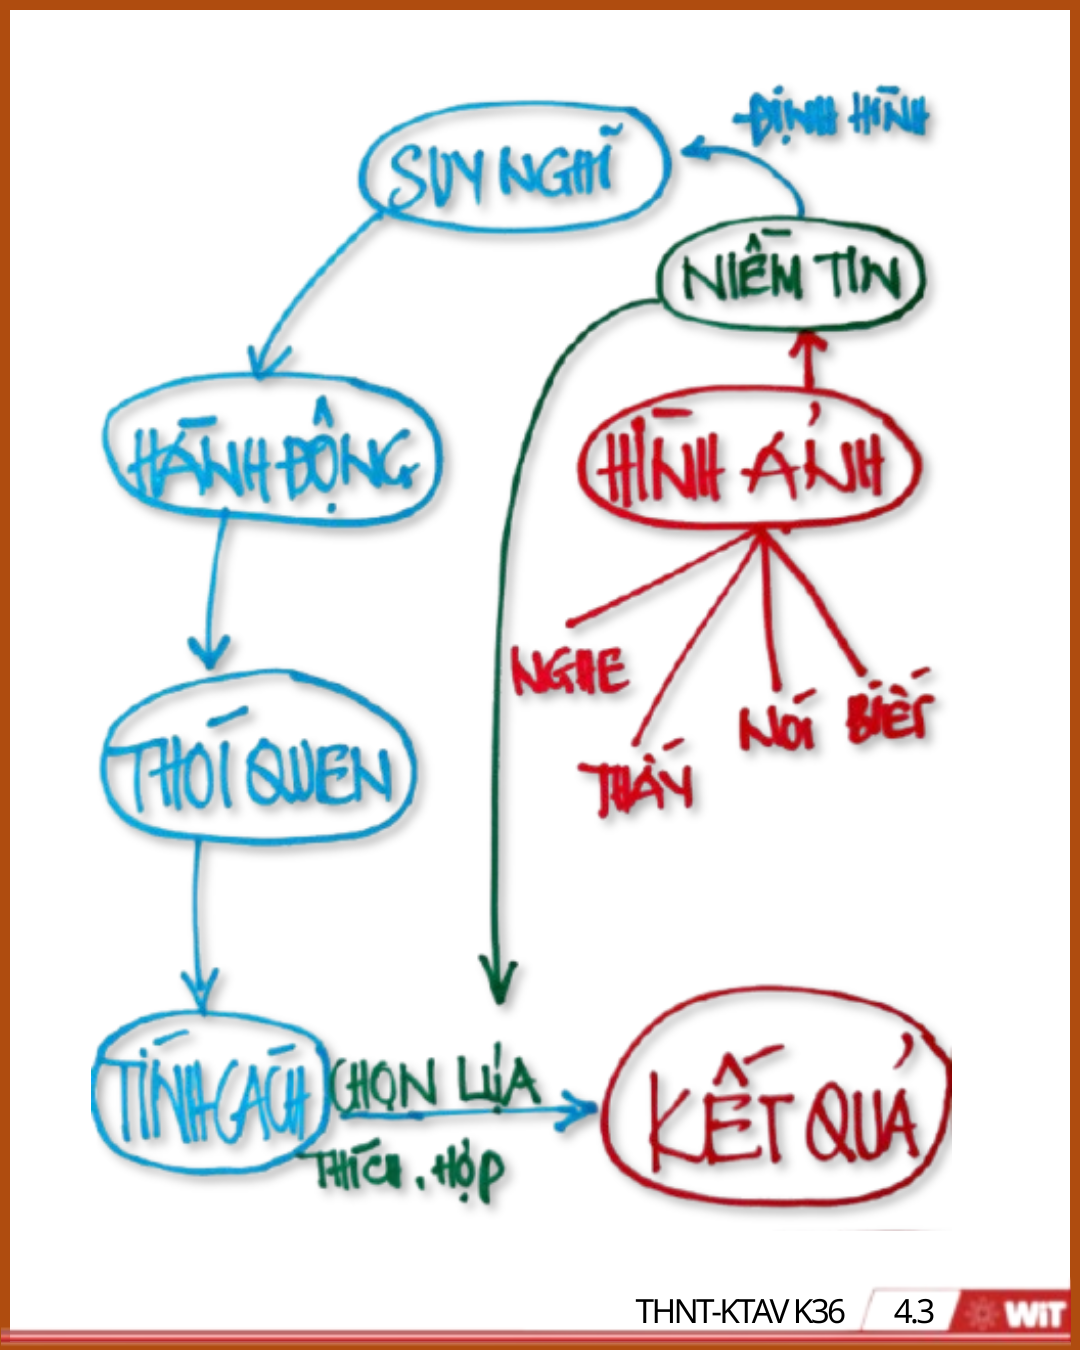 ĐỊNH HÌNH
SUY NGHĨ
NIỀM TIN
HÀNH ĐỘNG
HÌNH ẢNH
NGHE
THẤY
NÓI
BIẾT
THÓI QUEN
TÍNH CÁCH
CHỌN LỰA
THÍCH. HỢP
KẾT QUẢ
THNT-KTAV K36
4.3
WiT